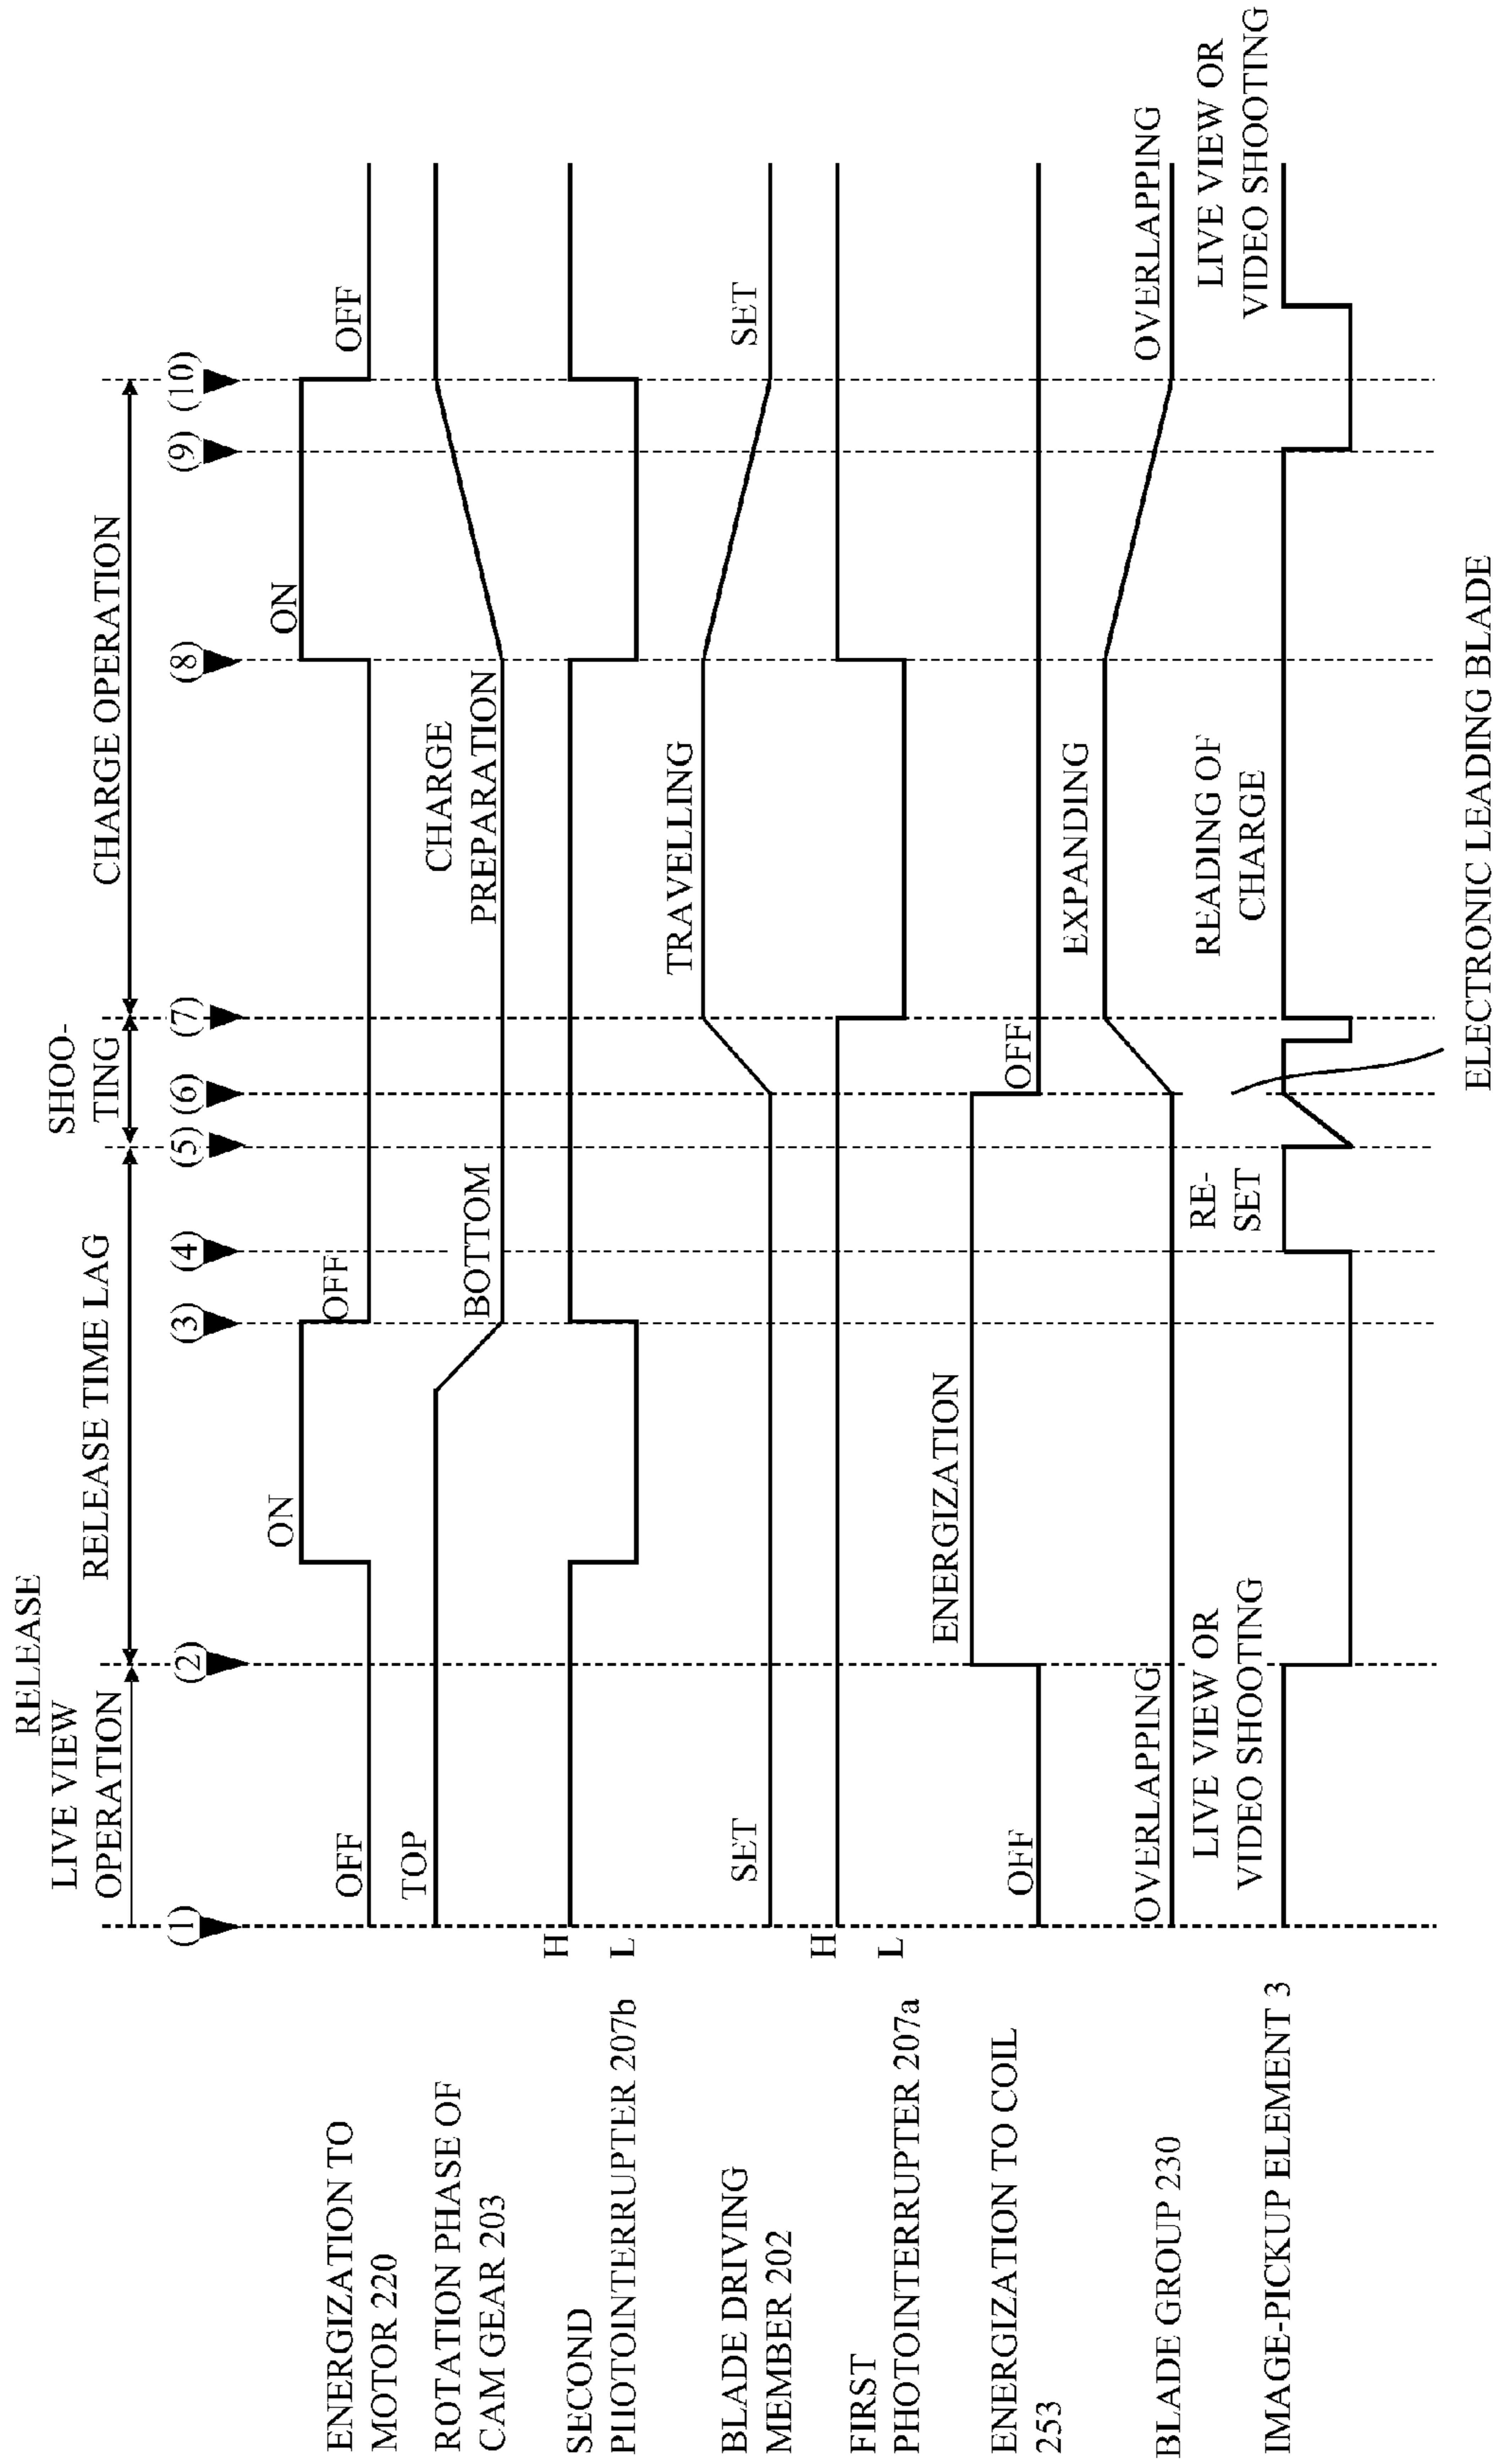 RELEASE
LIVE VIEW
OPERATION
RELEASE TIME LAG
SHOO-
TING
CHARGE OPERATION
(1)
(2)
(3)
(4)
(5)
(6)
(7)
(8)
(9)
(10)
ENERGIZATION TO
MOTOR 220
OFF
ON
OFF
ON
OFF
ROTATION PHASE OF
CAM GEAR 203
TOP
BOTTOM
CHARGE
PREPARATION
SECOND
PHOTOINTERRUPTER 207b
H
L
BLADE DRIVING
MEMBER 202
SET
TRAVELLING
SET
FIRST
PHOTOINTERRUPTER 207a
H
L
ENERGIZATION TO COIL
253
OFF
ENERGIZATION
OFF
BLADE GROUP 230
OVERLAPPING
EXPANDING
OVERLAPPING
IMAGE-PICKUP ELEMENT 3
LIVE VIEW OR
VIDEO SHOOTING
RE-
SET
READING OF
CHARGE
LIVE VIEW OR
VIDEO SHOOTING
ELECTRONIC LEADING BLADE